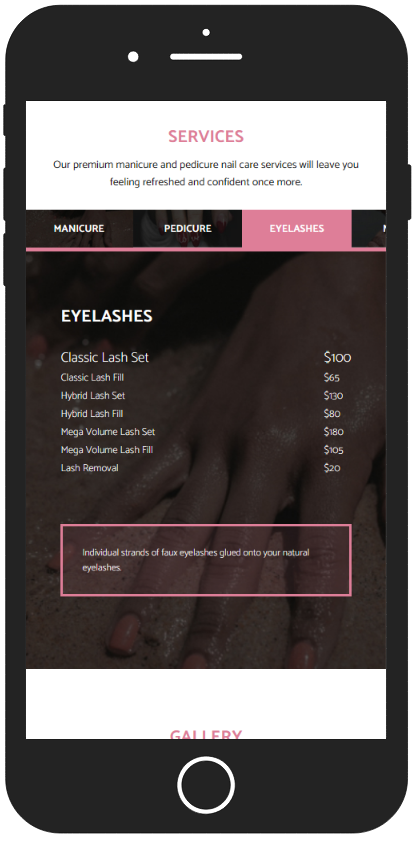 SERVICES
Our premium manicure and pedicure nail care services will leave you
feeling refreshed and confident once more.
MANICURE PEDICURE EYELASHES
EYELASHES
Classic Lash Set $100
Classic Lash Fill $65
Hybrid Lash Set $130
Hybrid Lash Fill $80
Mega Volume Lash Set $180
Mega Volume Lash Fill $105
Lash Removal $20
Individual strands of faux eyelashes glued onto your natural
eyelashes.
GALLERY